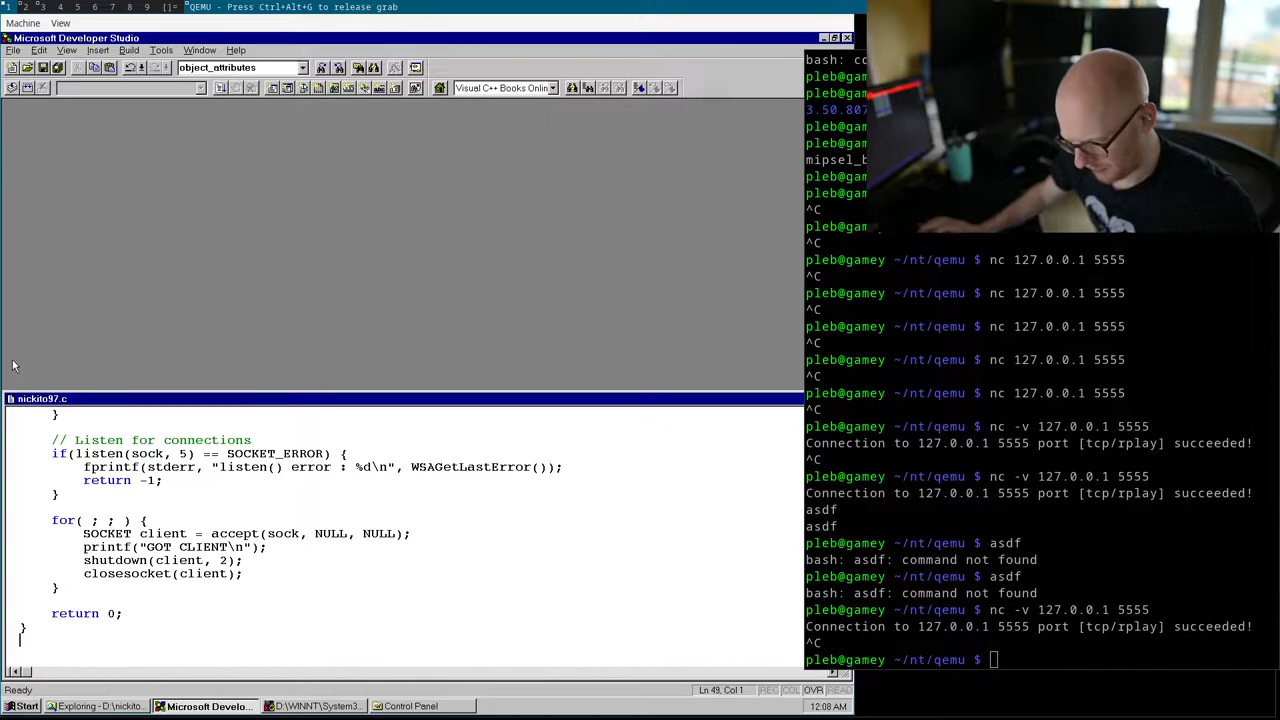 1 2 3 4 5 6 7 8 9 []= QEMU - Press Ctrl+Alt+G to release grab
Machine View
Microsoft Developer Studio
File Edit View Insert Build Tools Window Help
object_attributes
Visual C++ Books Onlin
nickito97.c
    }
    // Listen for connections
    if(listen(sock, 5) == SOCKET_ERROR) {
        fprintf(stderr, "listen() error : %d\n", WSAGetLastError());
        return -1;
    }
    for( ; ; ) {
        SOCKET client = accept(sock, NULL, NULL);
        printf("GOT CLIENT\n");
        shutdown(client, 2);
        closesocket(client);
    }
    return 0;
}
Ready
Ln 49, Col 1 REC COL OVR READ
Start Exploring - D:\nickito... Microsoft Develo... D:\WINNT\System3... Control Panel 12:08 AM
bash: co
pleb@gam
pleb@gam
3.50.807
pleb@gam
pleb@gam
mipsel_b
pleb@gam
pleb@gam
^C
pleb@gam
^C
pleb@gamey ~/nt/qemu $ nc 127.0.0.1 5555
^C
pleb@gamey ~/nt/qemu $ nc 127.0.0.1 5555
^C
pleb@gamey ~/nt/qemu $ nc 127.0.0.1 5555
^C
pleb@gamey ~/nt/qemu $ nc 127.0.0.1 5555
^C
pleb@gamey ~/nt/qemu $ nc 127.0.0.1 5555
^C
pleb@gamey ~/nt/qemu $ nc -v 127.0.0.1 5555
Connection to 127.0.0.1 5555 port [tcp/rplay] succeeded!
^C
pleb@gamey ~/nt/qemu $ nc -v 127.0.0.1 5555
Connection to 127.0.0.1 5555 port [tcp/rplay] succeeded!
asdf
asdf
pleb@gamey ~/nt/qemu $ asdf
bash: asdf: command not found
pleb@gamey ~/nt/qemu $ asdf
bash: asdf: command not found
pleb@gamey ~/nt/qemu $ nc -v 127.0.0.1 5555
Connection to 127.0.0.1 5555 port [tcp/rplay] succeeded!
^C
pleb@gamey ~/nt/qemu $